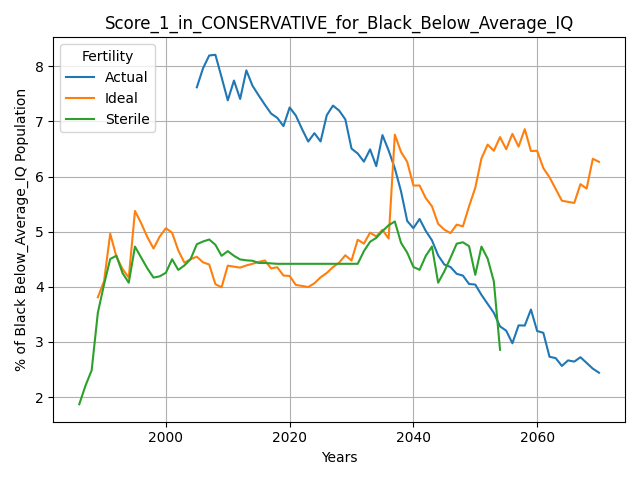 Score_1_in_CONSERVATIVE_for_Black_Below_Average_IQ
Fertility
Actual
Ideal
Sterile
% of Black Below_Average_IQ Population
8
7
6
5
4
3
2
2000
2020
2040
2060
Years